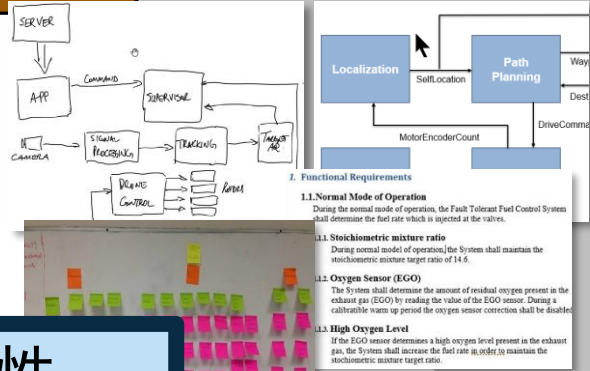 SERVER
APP
COMMAND
SUPERVISOR
CAMERA
SIGNAL
PROCESSING
TRACKING
DRONE
CONTROL
ROTORS
Localization
SelfLocation
Path
Planning
MotorEncoderCount
1. Functional Requirements
1.1.Normal Mode of Operation
During the normal mode of operation, the Fault Tolerant Fuel Control System
shall determine the fuel rate which is injected at the valves.
1.1.1. Stoichiometric mixture ratio
During normal model of operation, the System shall maintain the
stoichiometric mixture target ratio of 14.6.
1.1.2. Oxygen Sensor (EGO)
The System shall determine the amount of residual oxygen present in the
exhaust gas (EGO) by reading the value of the EGO sensor. During a
calibratible warm up period the oxygen sensor correction shall be disabled
1.1.3. High Oxygen Level
If the EGO sensor determines a high oxygen level present in the exhaust
gas, the System shall increase the fuel rate in order to maintain the
stoichiometric mixture target ratio.
性